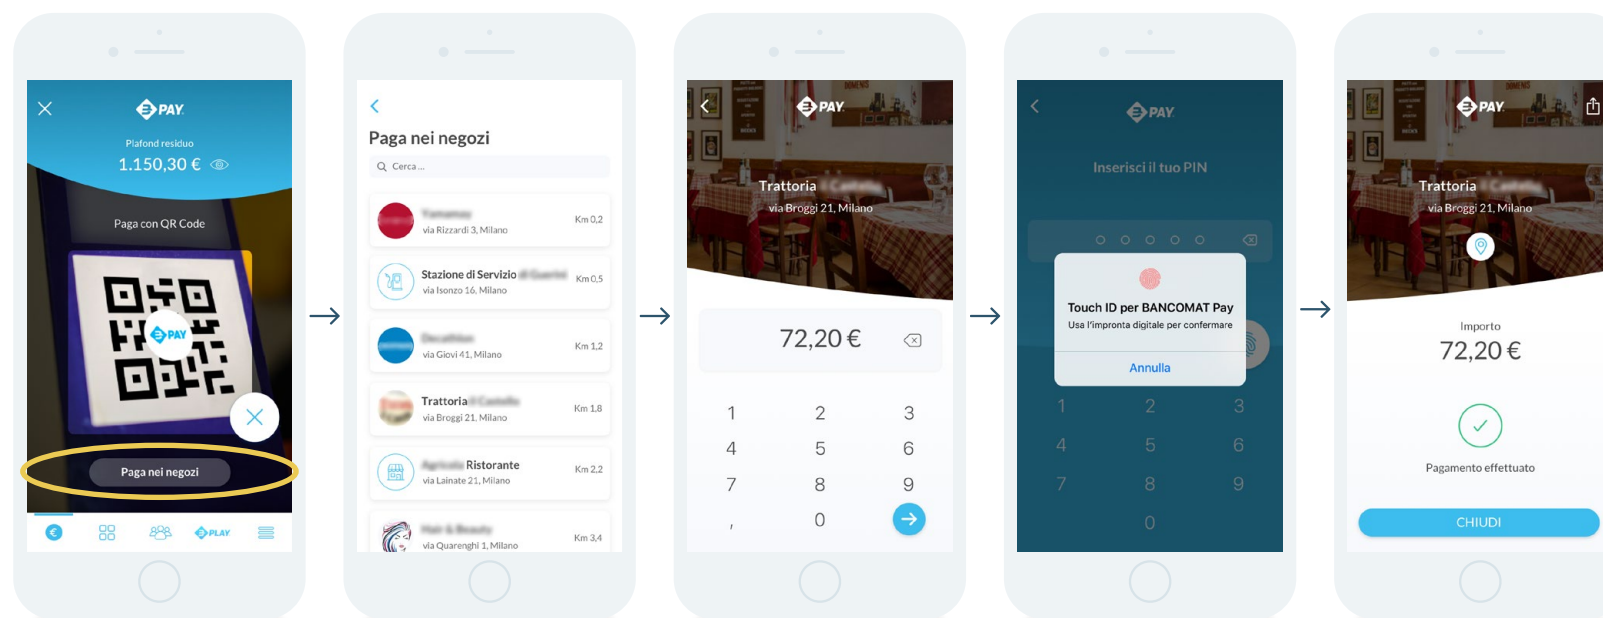 PAY
Plafond residuo
1.150,30 €
Paga con QR Code
PAY
Paga nei negozi
€
PLAY
Paga nei negozi
Cerca ...
via Rizzardi 3, Milano
Km 0,2
Stazione di Servizio
via Isonzo 16, Milano
Km 0,5
via Giovi 41, Milano
Km 1,2
Trattoria
via Broggi 21, Milano
Km 1,8
Ristorante
via Lainate 21, Milano
Km 2,2
via Quarenghi 1, Milano
Km 3,4
PAY
Trattoria
via Broggi 21, Milano
72,20 €
1 2 3
4 5 6
7 8 9
, 0
PAY
Inserisci il tuo PIN
Touch ID per BANCOMAT Pay
Usa l'impronta digitale per confermare
Annulla
1 2 3
4 5 6
7 8 9
0
PAY
Trattoria
via Broggi 21, Milano
Importo
72,20 €
Pagamento effettuato
CHIUDI